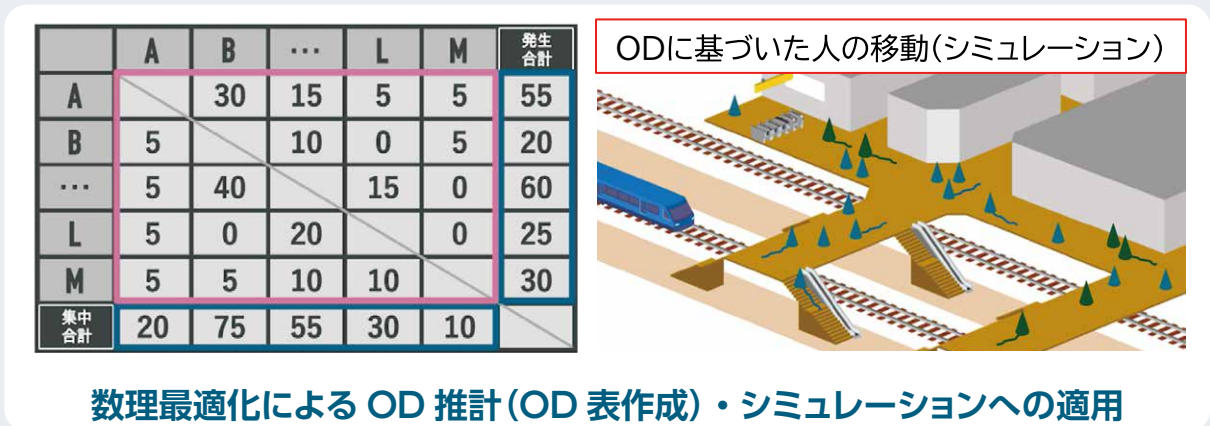 A B ... L M 発生合計
A 30 15 5 5 55
B 5 10 0 5 20
... 5 40 15 0 60
L 5 0 20 0 25
M 5 5 10 10 30
集中合計 20 75 55 30 10
ODに基づいた人の移動(シミュレーション)
数理最適化による OD 推計(OD 表作成)・シミュレーションへの適用